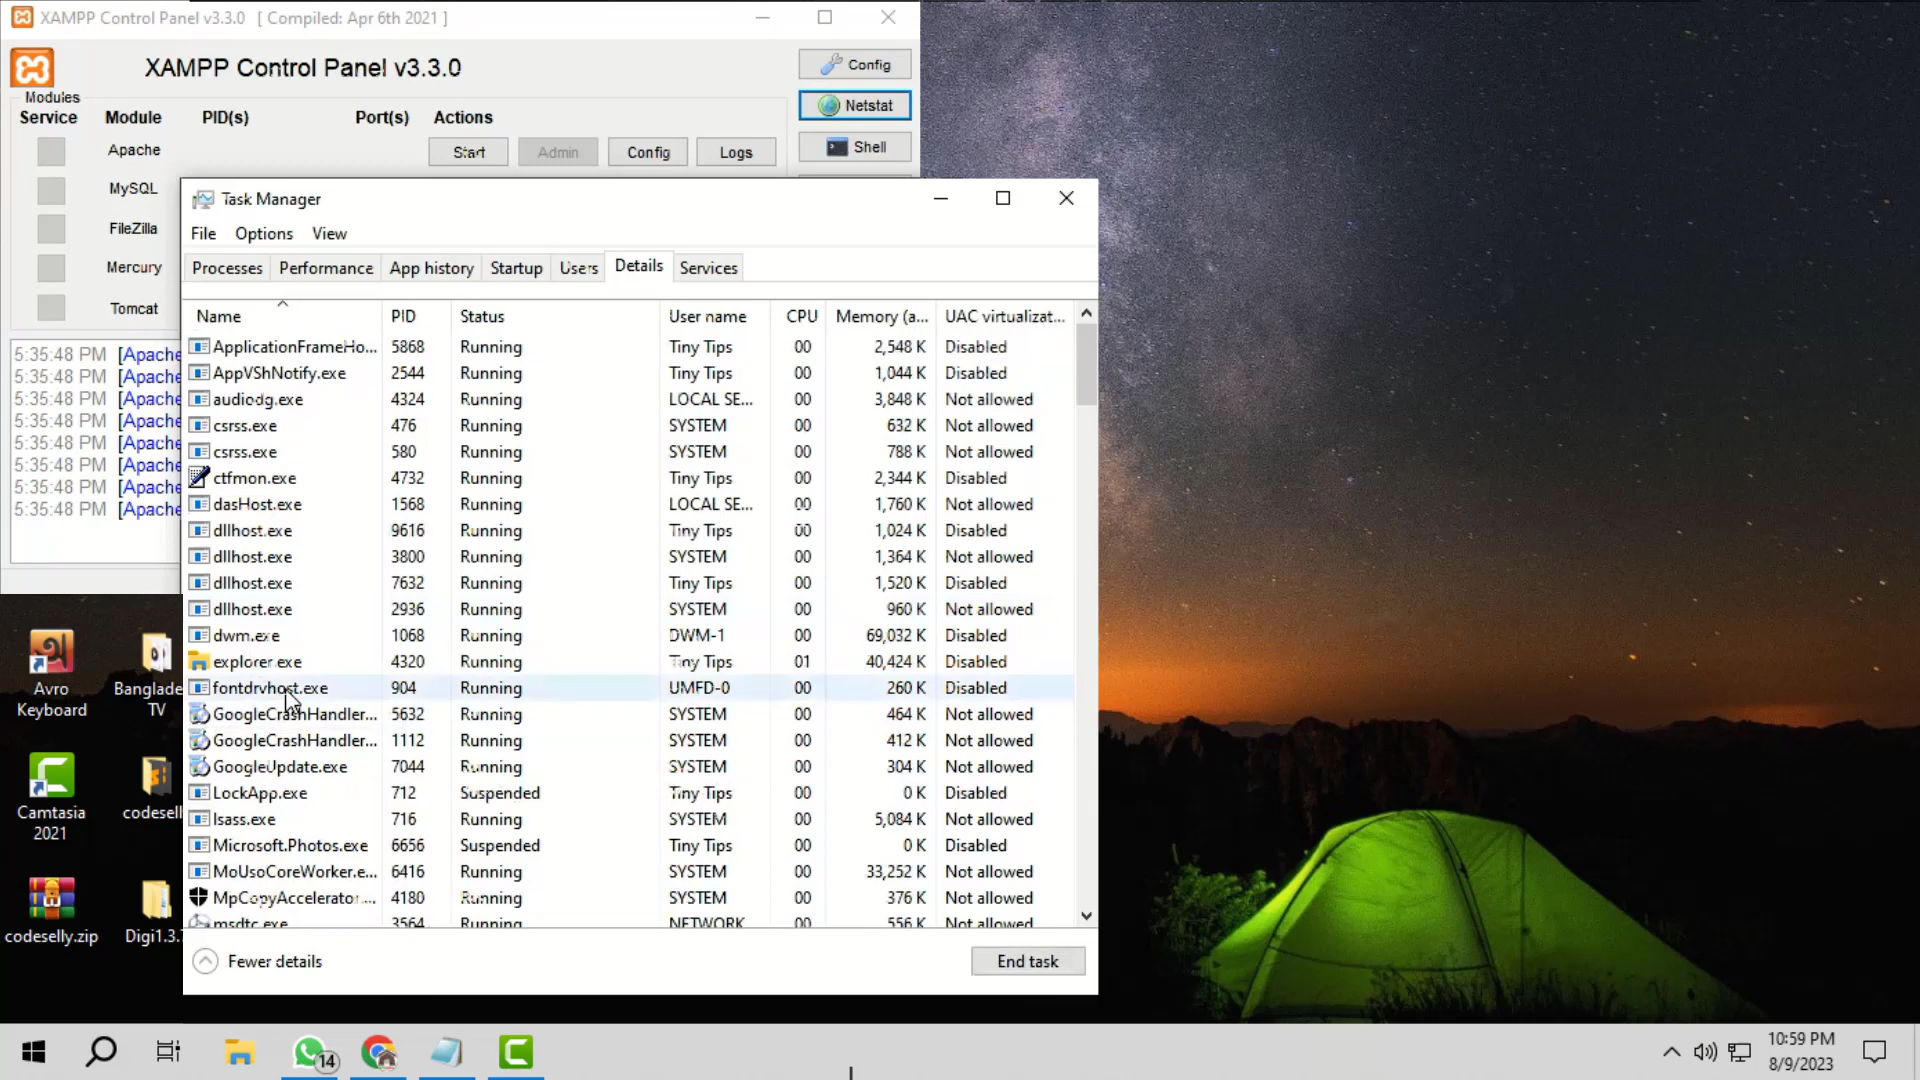 XAMPP Control Panel v3.3.0 [ Compiled: Apr 6th 2021 ]
XAMPP Control Panel v3.3.0
Config
Netstat
Shell
Modules
Service Module PID(s) Port(s) Actions
Apache Start Admin Config Logs
MySQL
FileZilla
Mercury
Tomcat
5:35:48 PM [Apache
5:35:48 PM [Apache
5:35:48 PM [Apache
5:35:48 PM [Apache
5:35:48 PM [Apache
5:35:48 PM [Apache
5:35:48 PM [Apache
5:35:48 PM [Apache
Task Manager
File Options View
Processes Performance App history Startup Users Details Services
Name PID Status User name CPU Memory (a... UAC virtualizat...
ApplicationFrameHo... 5868 Running Tiny Tips 00 2,548 K Disabled
AppVShNotify.exe 2544 Running Tiny Tips 00 1,044 K Disabled
audiodg.exe 4324 Running LOCAL SE... 00 3,848 K Not allowed
csrss.exe 476 Running SYSTEM 00 632 K Not allowed
csrss.exe 580 Running SYSTEM 00 788 K Not allowed
ctfmon.exe 4732 Running Tiny Tips 00 2,344 K Disabled
dasHost.exe 1568 Running LOCAL SE... 00 1,760 K Not allowed
dllhost.exe 9616 Running Tiny Tips 00 1,024 K Disabled
dllhost.exe 3800 Running SYSTEM 00 1,364 K Not allowed
dllhost.exe 7632 Running Tiny Tips 00 1,520 K Disabled
dllhost.exe 2936 Running SYSTEM 00 960 K Not allowed
dwm.exe 1068 Running DWM-1 00 69,032 K Disabled
explorer.exe 4320 Running Tiny Tips 01 40,424 K Disabled
fontdrvhost.exe 904 Running UMFD-0 00 260 K Disabled
GoogleCrashHandler... 5632 Running SYSTEM 00 464 K Not allowed
GoogleCrashHandler... 1112 Running SYSTEM 00 412 K Not allowed
GoogleUpdate.exe 7044 Running SYSTEM 00 304 K Not allowed
LockApp.exe 712 Suspended Tiny Tips 00 0 K Disabled
lsass.exe 716 Running SYSTEM 00 5,084 K Not allowed
Microsoft.Photos.exe 6656 Suspended Tiny Tips 00 0 K Disabled
MoUsoCoreWorker.e... 6416 Running SYSTEM 00 33,252 K Not allowed
MpCopyAccelerator.... 4180 Running SYSTEM 00 376 K Not allowed
msdtc.exe 3564 Running NETWORK 00 556 K Not allowed
Fewer details End task
Avro
Keyboard
Banglade
TV
Camtasia
2021
codesell
codeselly.zip
Digi1.3.
14
10:59 PM
8/9/2023